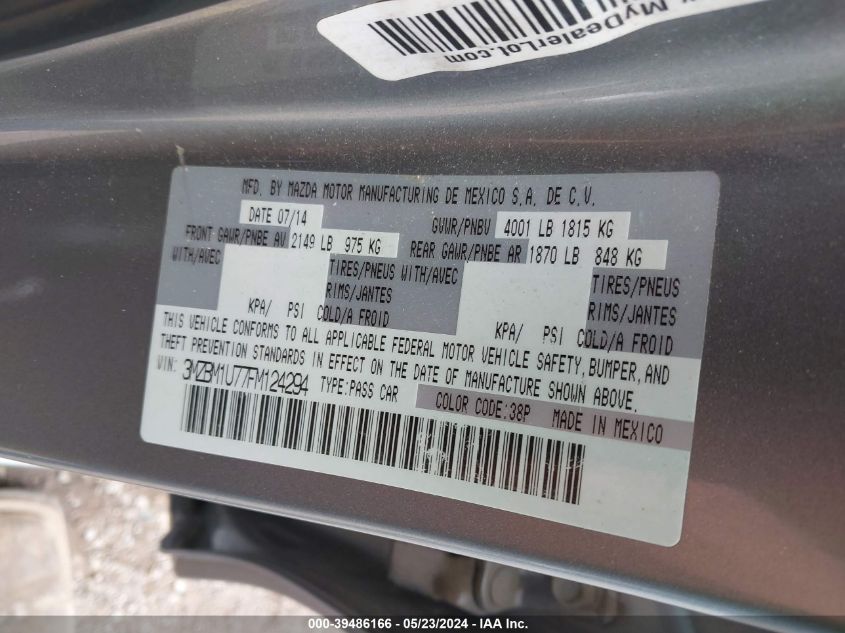 MyDealerLot.com
MFD. BY MAZDA MOTOR MANUFACTURING DE MEXICO S.A. DE C.V.
DATE 07/14 GVWR/PNBV 4001 LB 1815 KG
FRONT GAWR/PNBE AV 2149 LB 975 KG REAR GAWR/PNBE AR 1870 LB 848 KG
WITH/AVEC TIRES/PNEUS WITH/AVEC TIRES/PNEUS
RIMS/JANTES RIMS/JANTES
KPA/ PSI COLD/A FROID KPA/ PSI COLD/A FROID
THIS VEHICLE CONFORMS TO ALL APPLICABLE FEDERAL MOTOR VEHICLE SAFETY, BUMPER, AND
THEFT PREVENTION STANDARDS IN EFFECT ON THE DATE OF MANUFACTURE SHOWN ABOVE.
VIN: 3MZBM1U77FM124294 TYPE:PASS CAR
COLOR CODE:38P MADE IN MEXICO
000-39486166 - 05/23/2024 - IAA Inc.